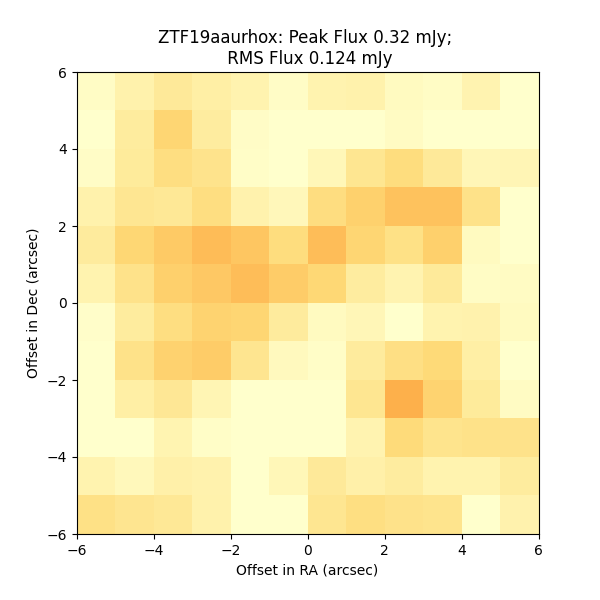 ZTF19aaurhox: Peak Flux 0.32 mJy;
RMS Flux 0.124 mJy
6
4
2
0
−2
−4
−6
Offset in Dec (arcsec)
−6 −4 −2 0 2 4 6
Offset in RA (arcsec)